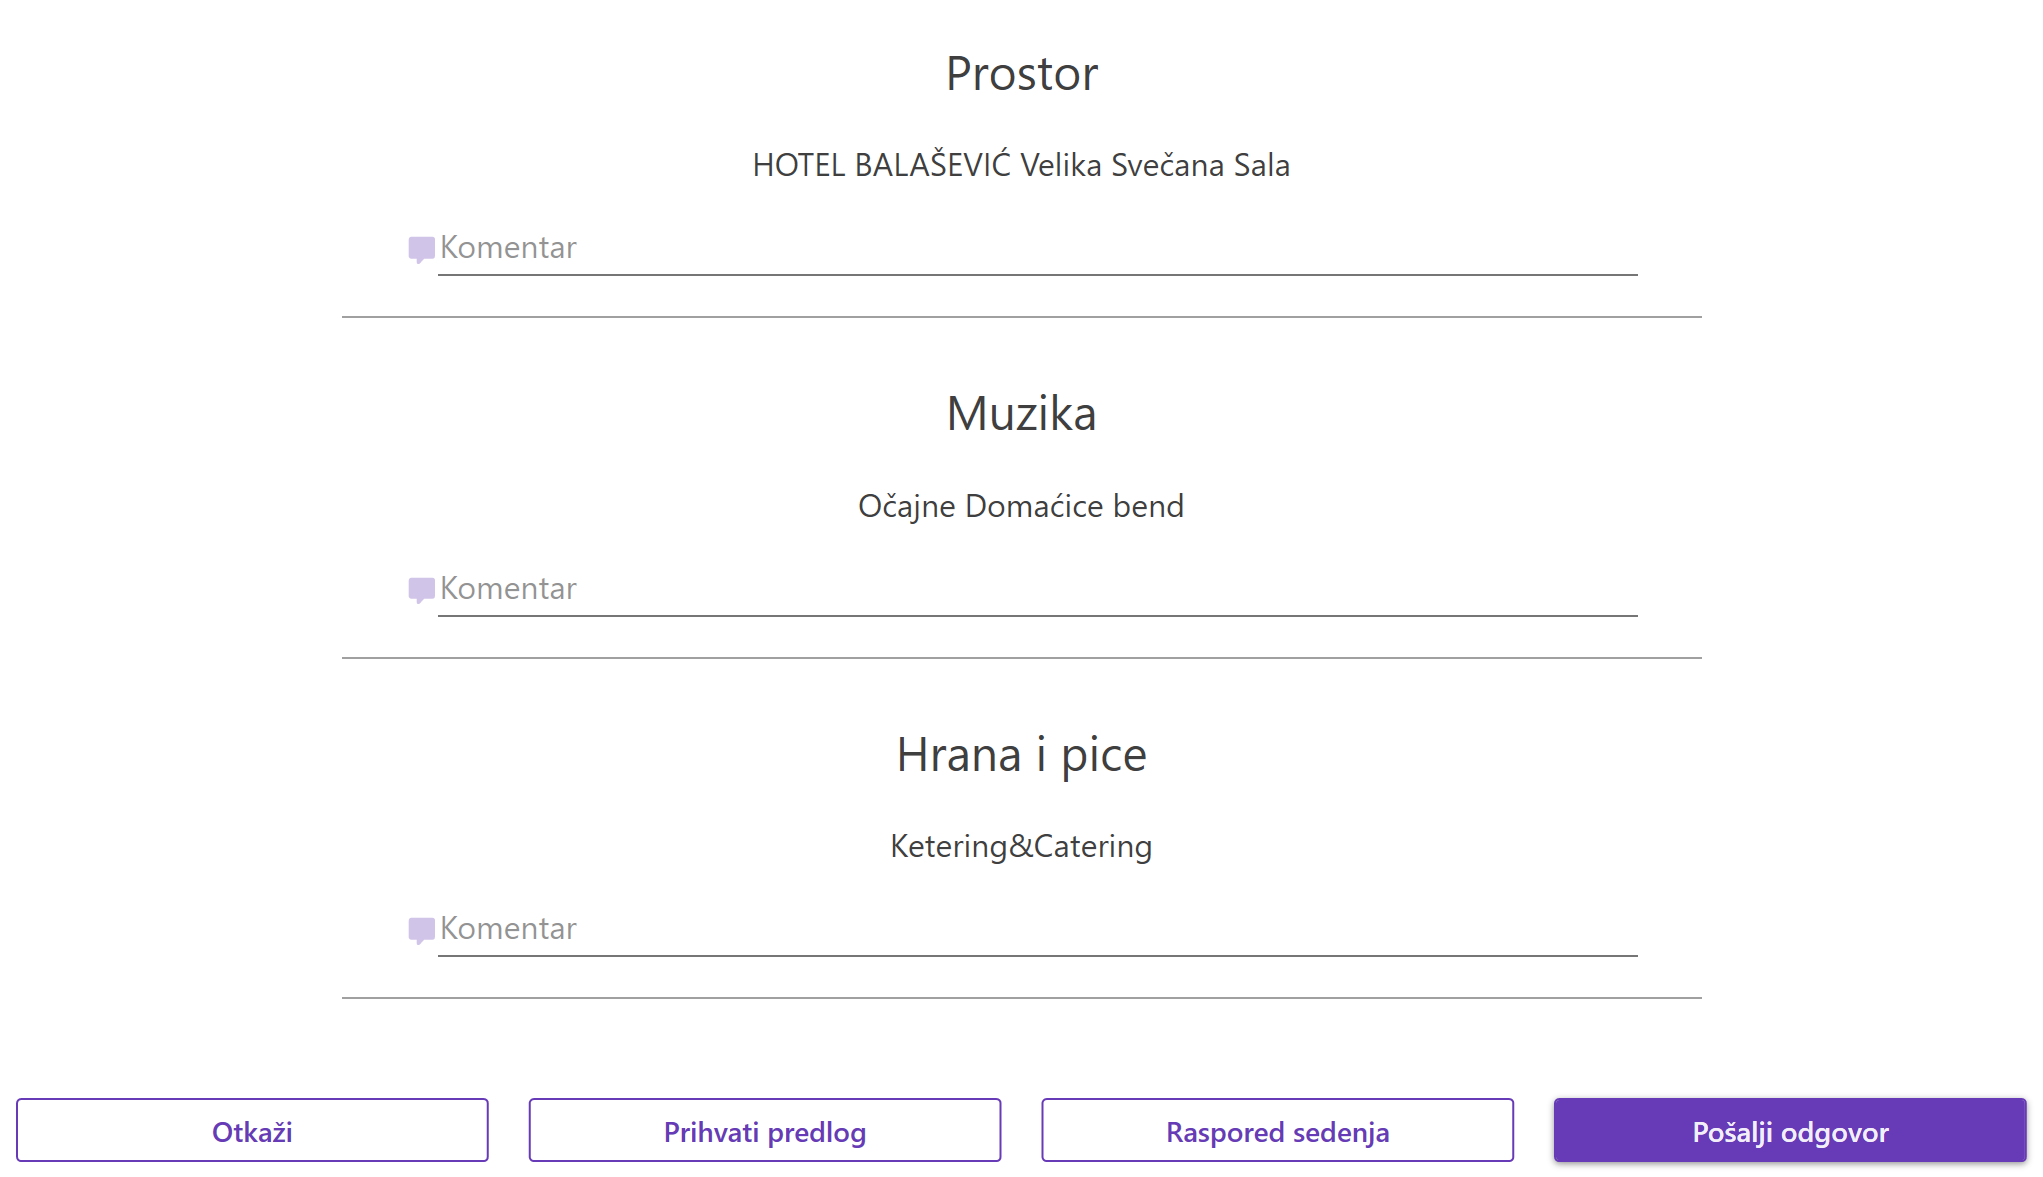 Prostor
HOTEL BALAŠEVIĆ Velika Svečana Sala
Komentar
Muzika
Očajne Domaćice bend
Komentar
Hrana i pice
Ketering&Catering
Komentar
Otkaži
Prihvati predlog
Raspored sedenja
Pošalji odgovor